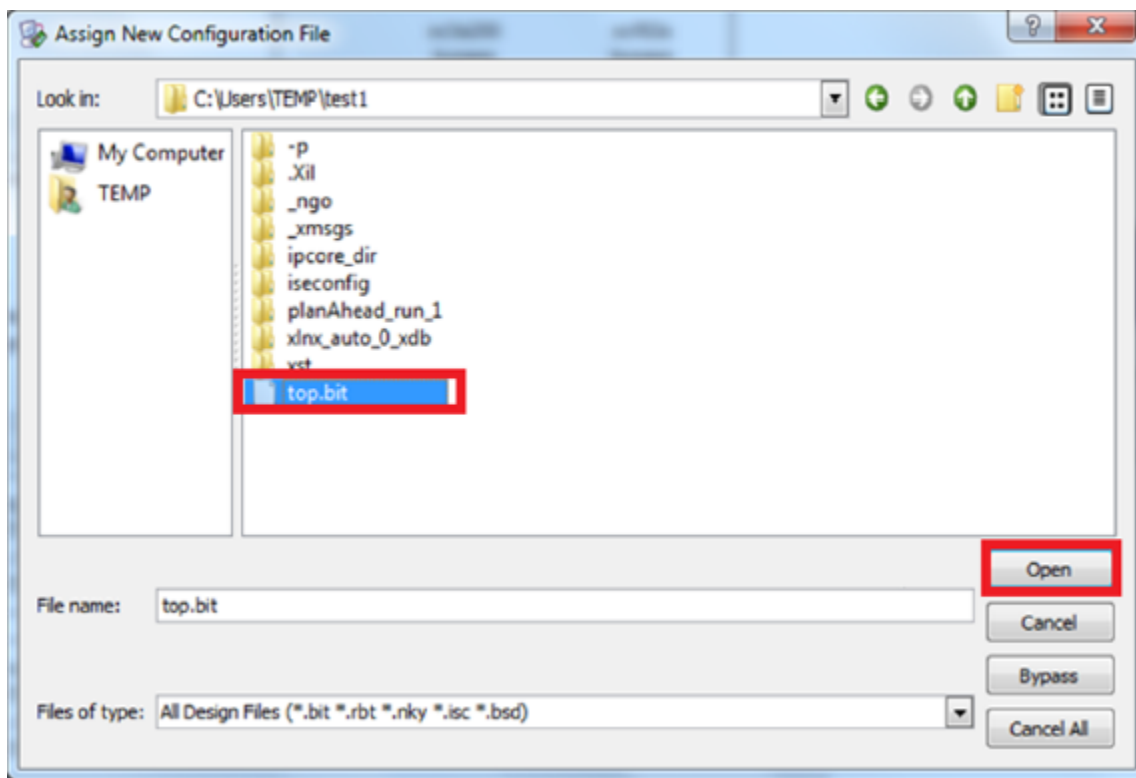 Assign New Configuration File
Look in:
C:\Users\TEMP\test1
My Computer
TEMP
-p
.Xil
_ngo
_xmsgs
ipcore_dir
iseconfig
planAhead_run_1
xlnx_auto_0_xdb
xst
top.bit
Open
File name:
top.bit
Cancel
Bypass
Files of type:
All Design Files (*.bit *.rbt *.nky *.isc *.bsd)
Cancel All